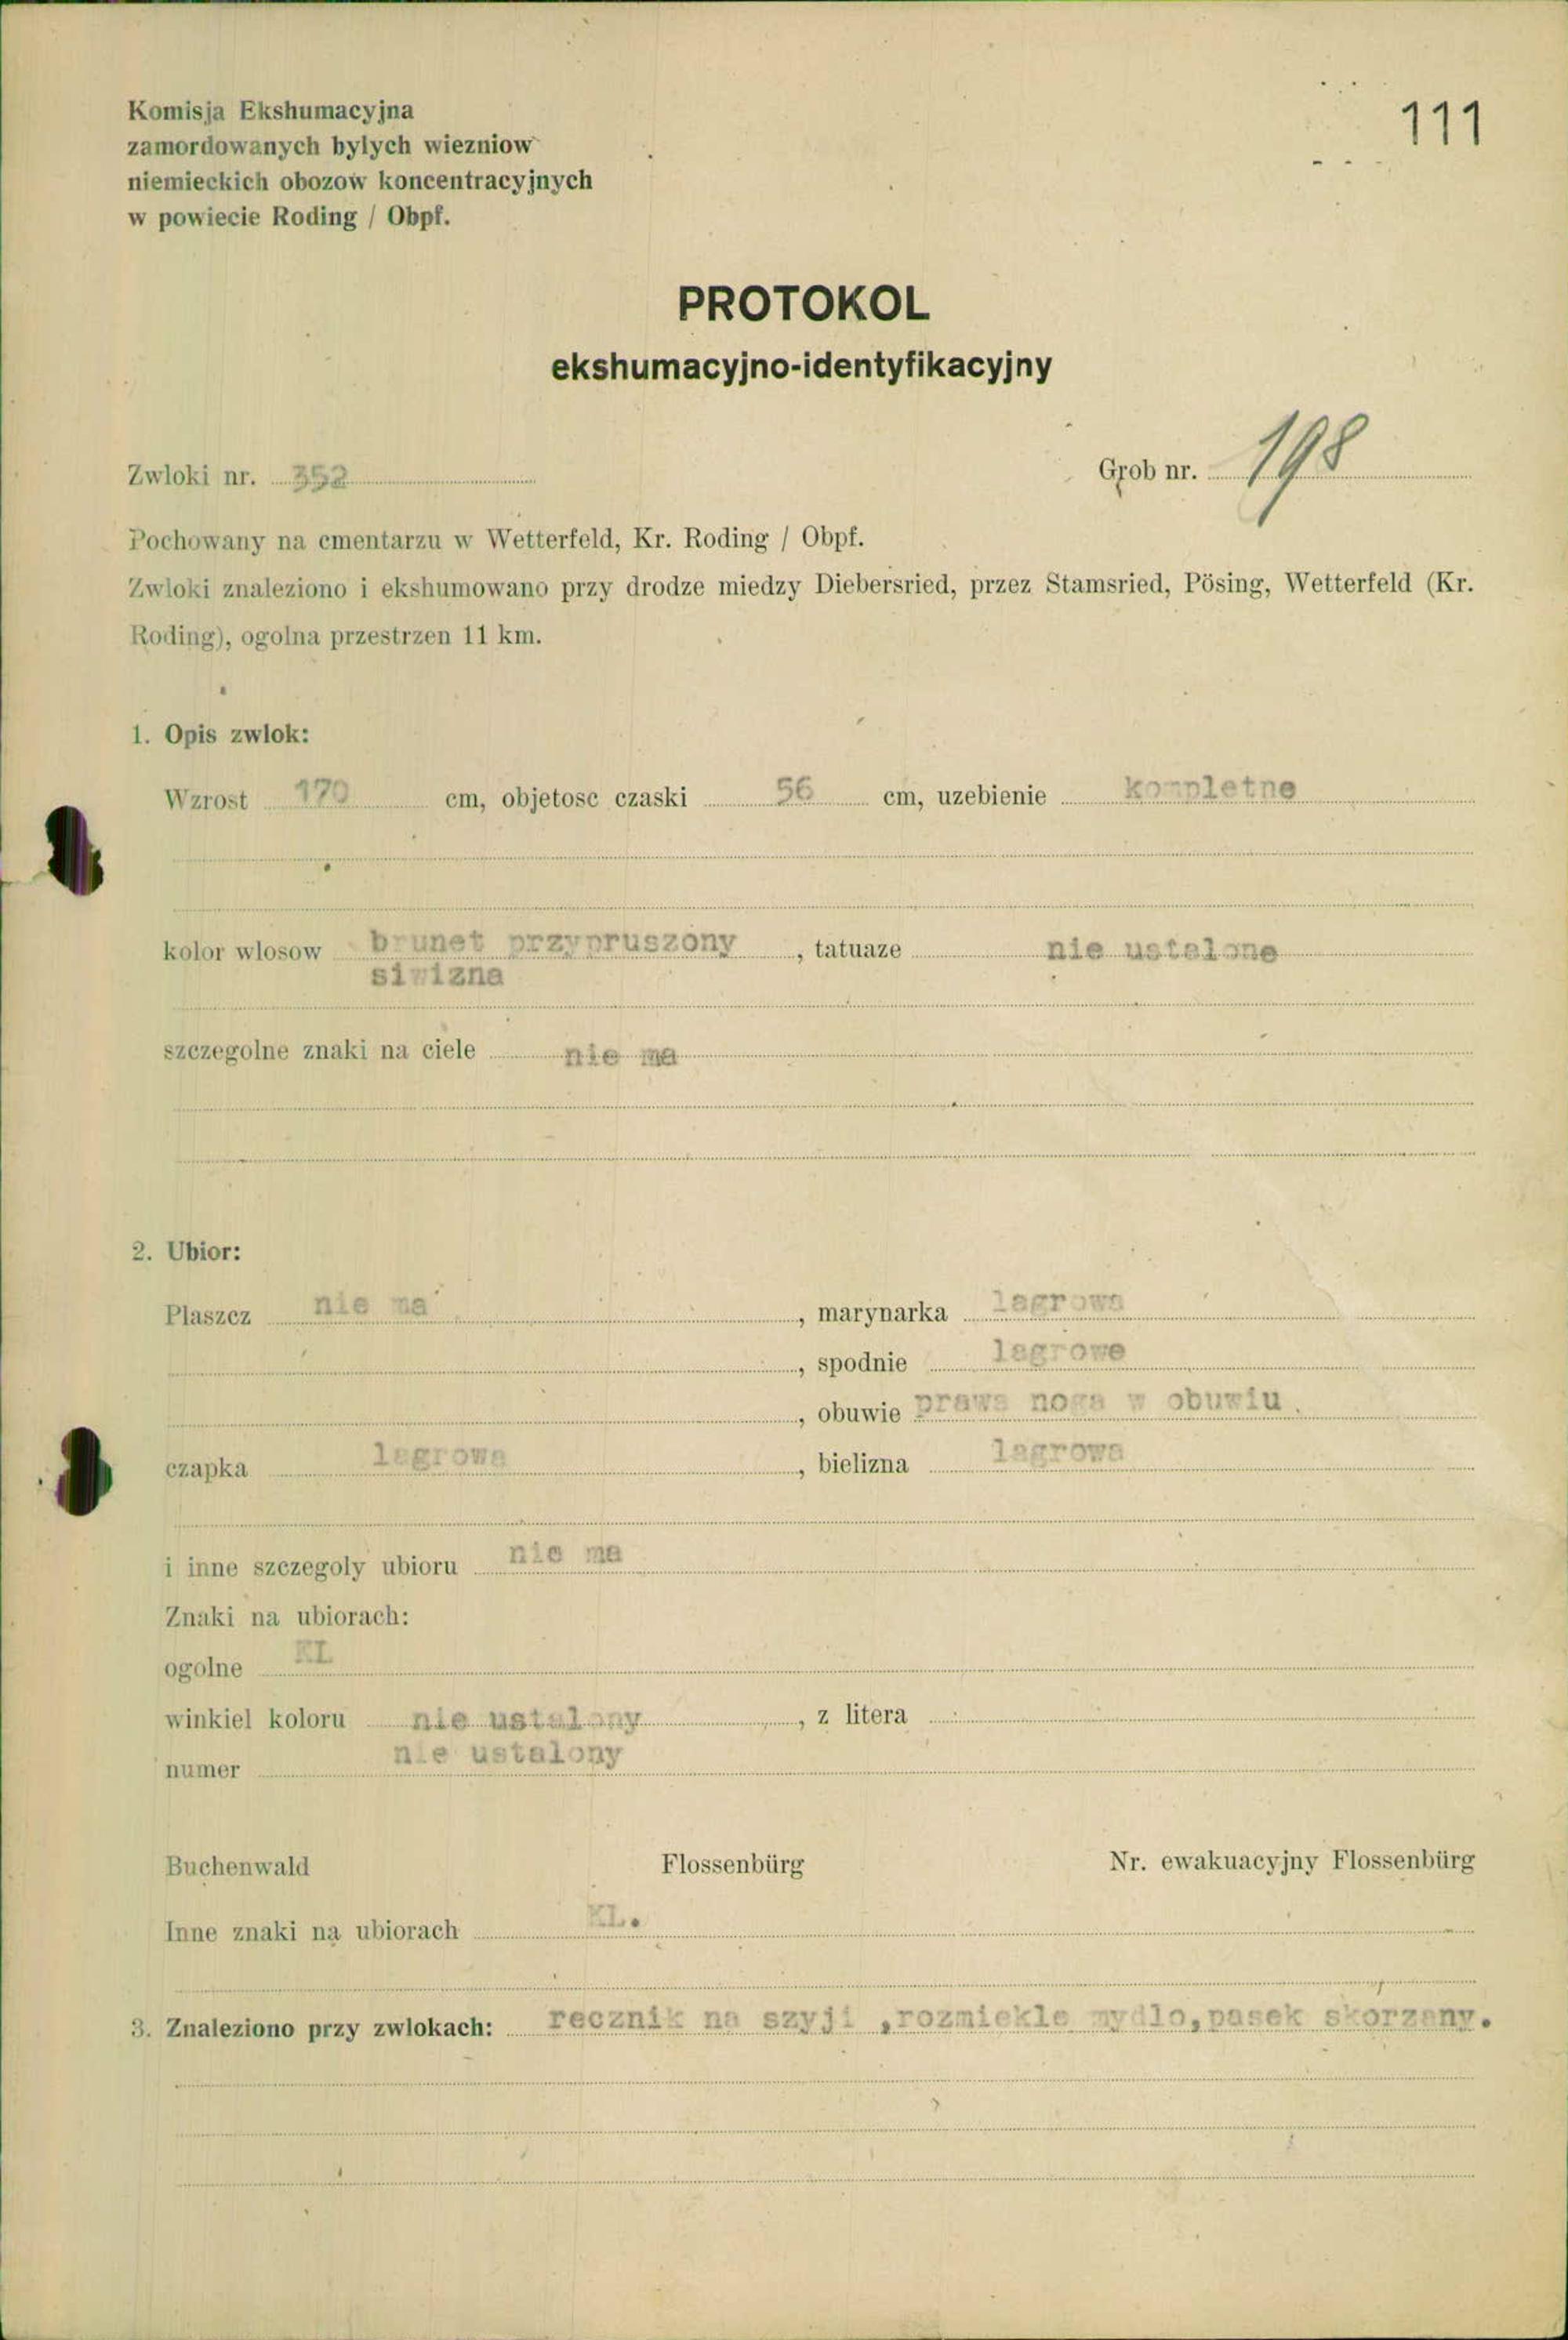 111
Komisja Ekshumacyjna
zamordowanych bylych wiezniow
niemieckich obozow koncentracyjnych
w powiecie Roding / Obpf.
PROTOKOL
ekshumacyjno-identyfikacyjny
Zwloki nr. 352 Grob nr. 198
Pochowany na cmentarzu w Wetterfeld, Kr. Roding / Obpf.
Zwloki znaleziono i ekshumowano przy drodze miedzy Diebersried, przez Stamsried, Pösing, Wetterfeld (Kr.
Roding), ogolna przestrzen 11 km.
1. Opis zwlok:
Wzrost 170 cm, objetosc czaski 56 cm, uzebienie kompletne
kolor wlosow brunet przypruszony , tatuaze nie ustalone
siwizna
szczegolne znaki na ciele nie ma
2. Ubior:
Plaszcz nie ma , marynarka lagrowa
, spodnie lagrowe
, obuwie prawa noga w obuwiu.
czapka lagrowa , bielizna lagrowa
i inne szczegoly ubioru nie ma
Znaki na ubiorach:
ogolne KL
winkiel koloru nie ustalony , z litera
numer nie ustalony
Buchenwald Flossenbürg Nr. ewakuacyjny Flossenbürg
Inne znaki na ubiorach KL.
3. Znaleziono przy zwlokach: recznik na szyji ,rozmiekle mydlo,pasek skorzany.